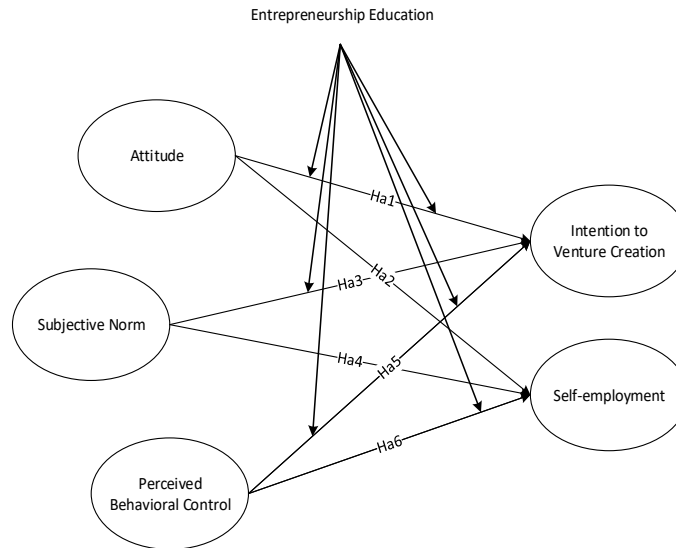 Entrepreneurship Education
Attitude
Ha1
Intention to
Venture Creation
Ha2
Ha3
Subjective Norm
Ha4
Ha5
Self-employment
Ha6
Perceived
Behavioral Control